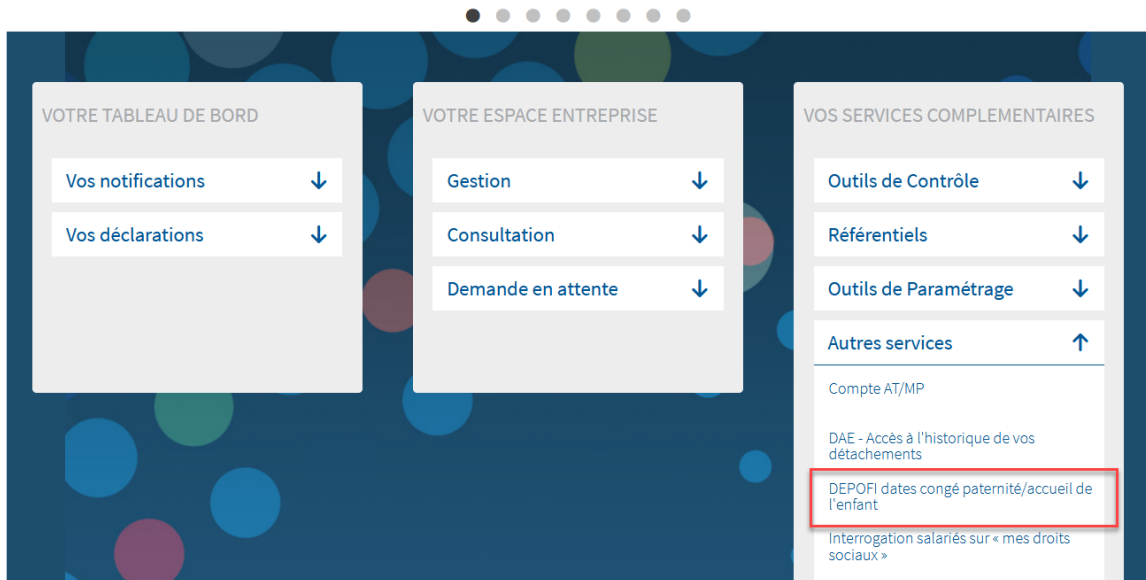 VOTRE TABLEAU DE BORD
Vos notifications
Vos déclarations
VOTRE ESPACE ENTREPRISE
Gestion
Consultation
Demande en attente
VOS SERVICES COMPLEMENTAIRES
Outils de Contrôle
Référentiels
Outils de Paramétrage
Autres services
Compte AT/MP
DAE - Accès à l'historique de vos
détachements
DEPOFI dates congé paternité/accueil de
l'enfant
Interrogation salariés sur « mes droits
sociaux »